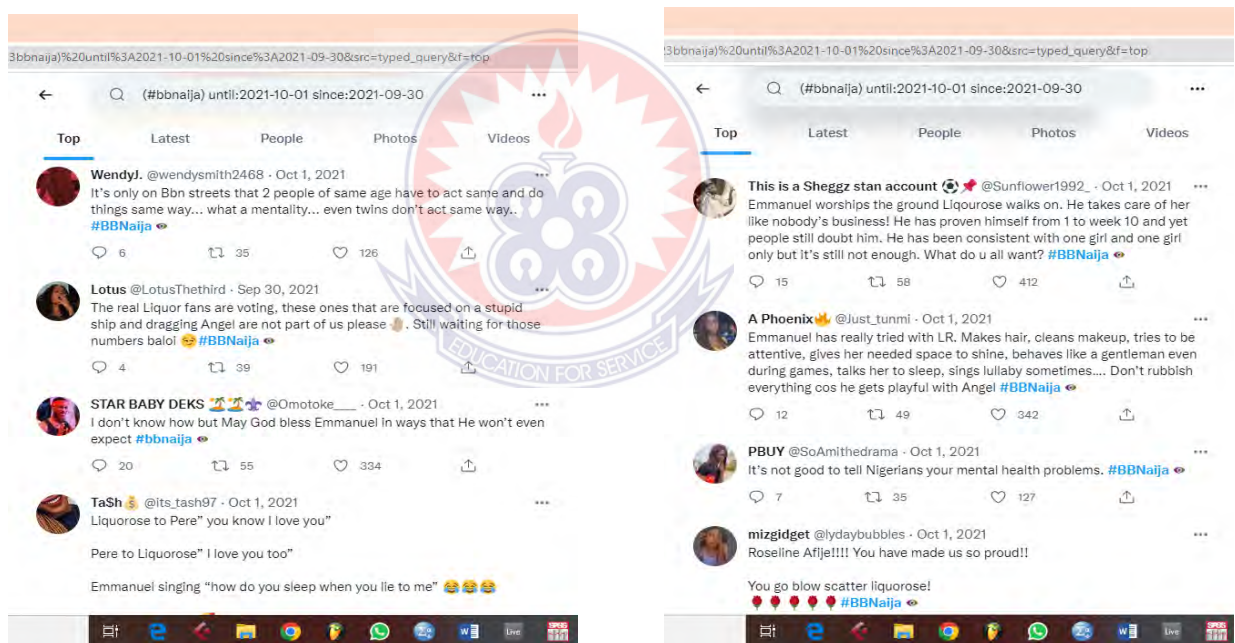 3bbnaija)%20until%3A2021-10-01%20since%3A2021-09-30&src=typed_query&f=top
(#bbnaija) until:2021-10-01 since:2021-09-30
Top Latest People Photos Videos
WendyJ. @wendysmith2468 · Oct 1, 2021
It's only on Bbn streets that 2 people of same age have to act same and do
things same way... what a mentality... even twins don't act same way..
#BBNaija
6 35 126
Lotus @LotusThethird · Sep 30, 2021
The real Liquor fans are voting, these ones that are focused on a stupid
ship and dragging Angel are not part of us please 👋. Still waiting for those
numbers baloi 😏#BBNaija
4 39 191
STAR BABY DEKS 🏝️🏝️⚜️ @Omotoke___ · Oct 1, 2021
I don't know how but May God bless Emmanuel in ways that He won't even
expect #bbnaija
20 55 334
Ta$h💰 @its_tash97 · Oct 1, 2021
Liquorose to Pere" you know I love you"
Pere to Liquorose" I love you too"
Emmanuel singing "how do you sleep when you lie to me" 😂😂😂
Live
SPSS
EDUCATION FOR SERVICE
3bbnaija)%20until%3A2021-10-01%20since%3A2021-09-30&src=typed_query&f=top
(#bbnaija) until:2021-10-01 since:2021-09-30
Top Latest People Photos Videos
This is a Sheggz stan account ⚽📌 @Sunflower1992_ · Oct 1, 2021
Emmanuel worships the ground Liqourose walks on. He takes care of her
like nobody's business! He has proven himself from 1 to week 10 and yet
people still doubt him. He has been consistent with one girl and one girl
only but it's still not enough. What do u all want? #BBNaija
15 58 412
A Phoenix🔥 @Just_tunmi · Oct 1, 2021
Emmanuel has really tried with LR. Makes hair, cleans makeup, tries to be
attentive, gives her needed space to shine, behaves like a gentleman even
during games, talks her to sleep, sings lullaby sometimes.... Don't rubbish
everything cos he gets playful with Angel #BBNaija
12 49 342
PBUY @SoAmithedrama · Oct 1, 2021
It's not good to tell Nigerians your mental health problems. #BBNaija
7 35 127
mizgidget @lydaybubbles · Oct 1, 2021
Roseline Afije!!!! You have made us so proud!!
You go blow scatter liquorose!
🌹🌹🌹🌹🌹#BBNaija
Live
SPSS